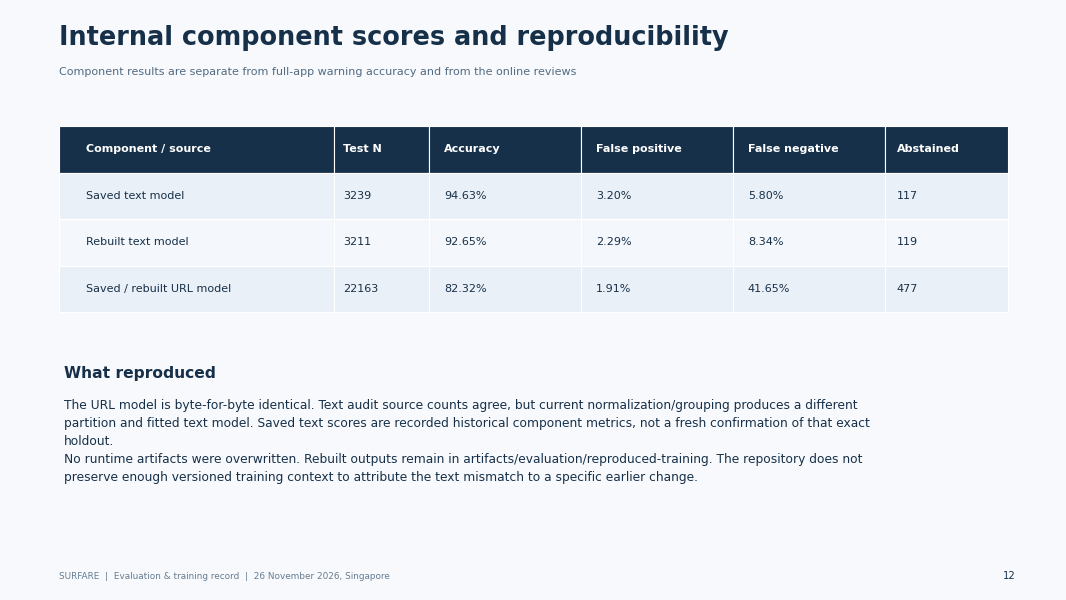 Internal component scores and reproducibility
Component results are separate from full-app warning accuracy and from the online reviews
Component / source Test N Accuracy False positive False negative Abstained
Saved text model 3239 94.63% 3.20% 5.80% 117
Rebuilt text model 3211 92.65% 2.29% 8.34% 119
Saved / rebuilt URL model 22163 82.32% 1.91% 41.65% 477
What reproduced
The URL model is byte-for-byte identical. Text audit source counts agree, but current normalization/grouping produces a different
partition and fitted text model. Saved text scores are recorded historical component metrics, not a fresh confirmation of that exact
holdout.
No runtime artifacts were overwritten. Rebuilt outputs remain in artifacts/evaluation/reproduced-training. The repository does not
preserve enough versioned training context to attribute the text mismatch to a specific earlier change.
SURFARE | Evaluation & training record | 26 November 2026, Singapore 12